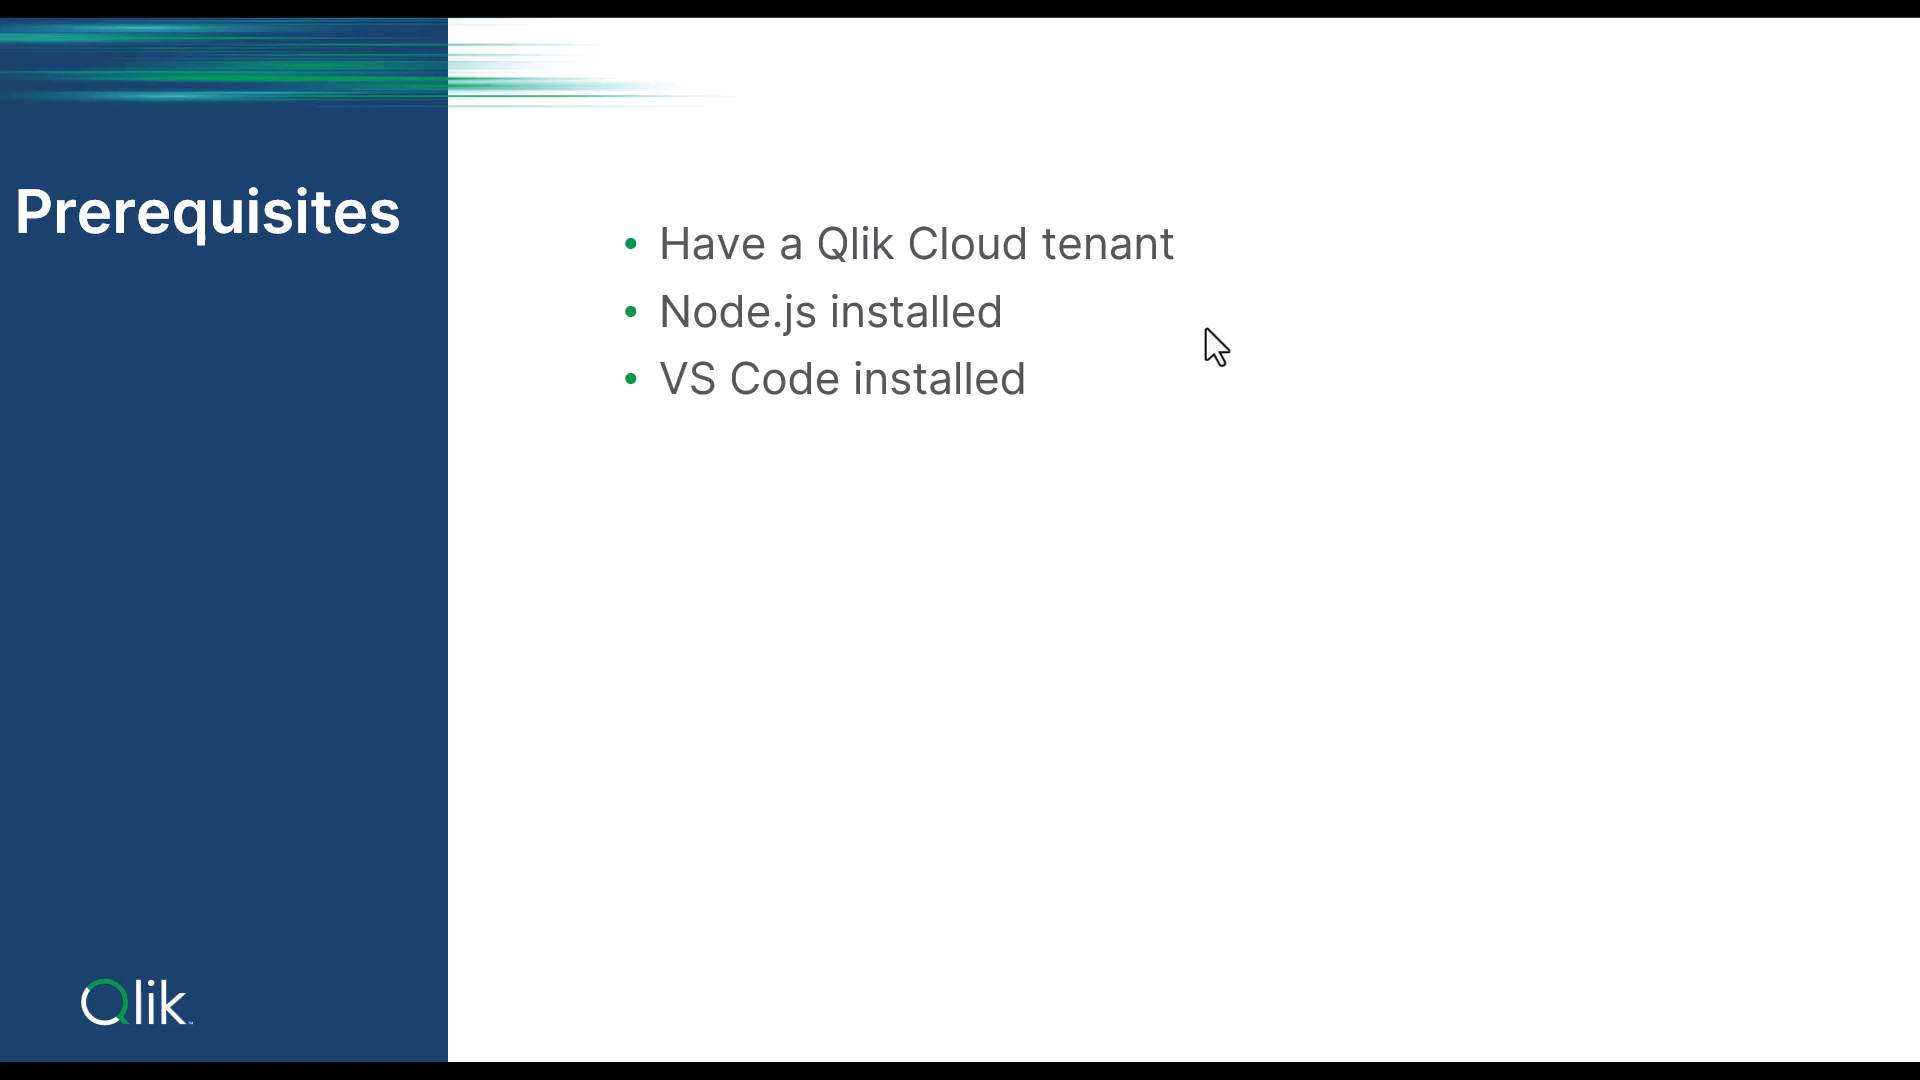 Prerequisites
• Have a Qlik Cloud tenant
• Node.js installed
• VS Code installed
Qlik